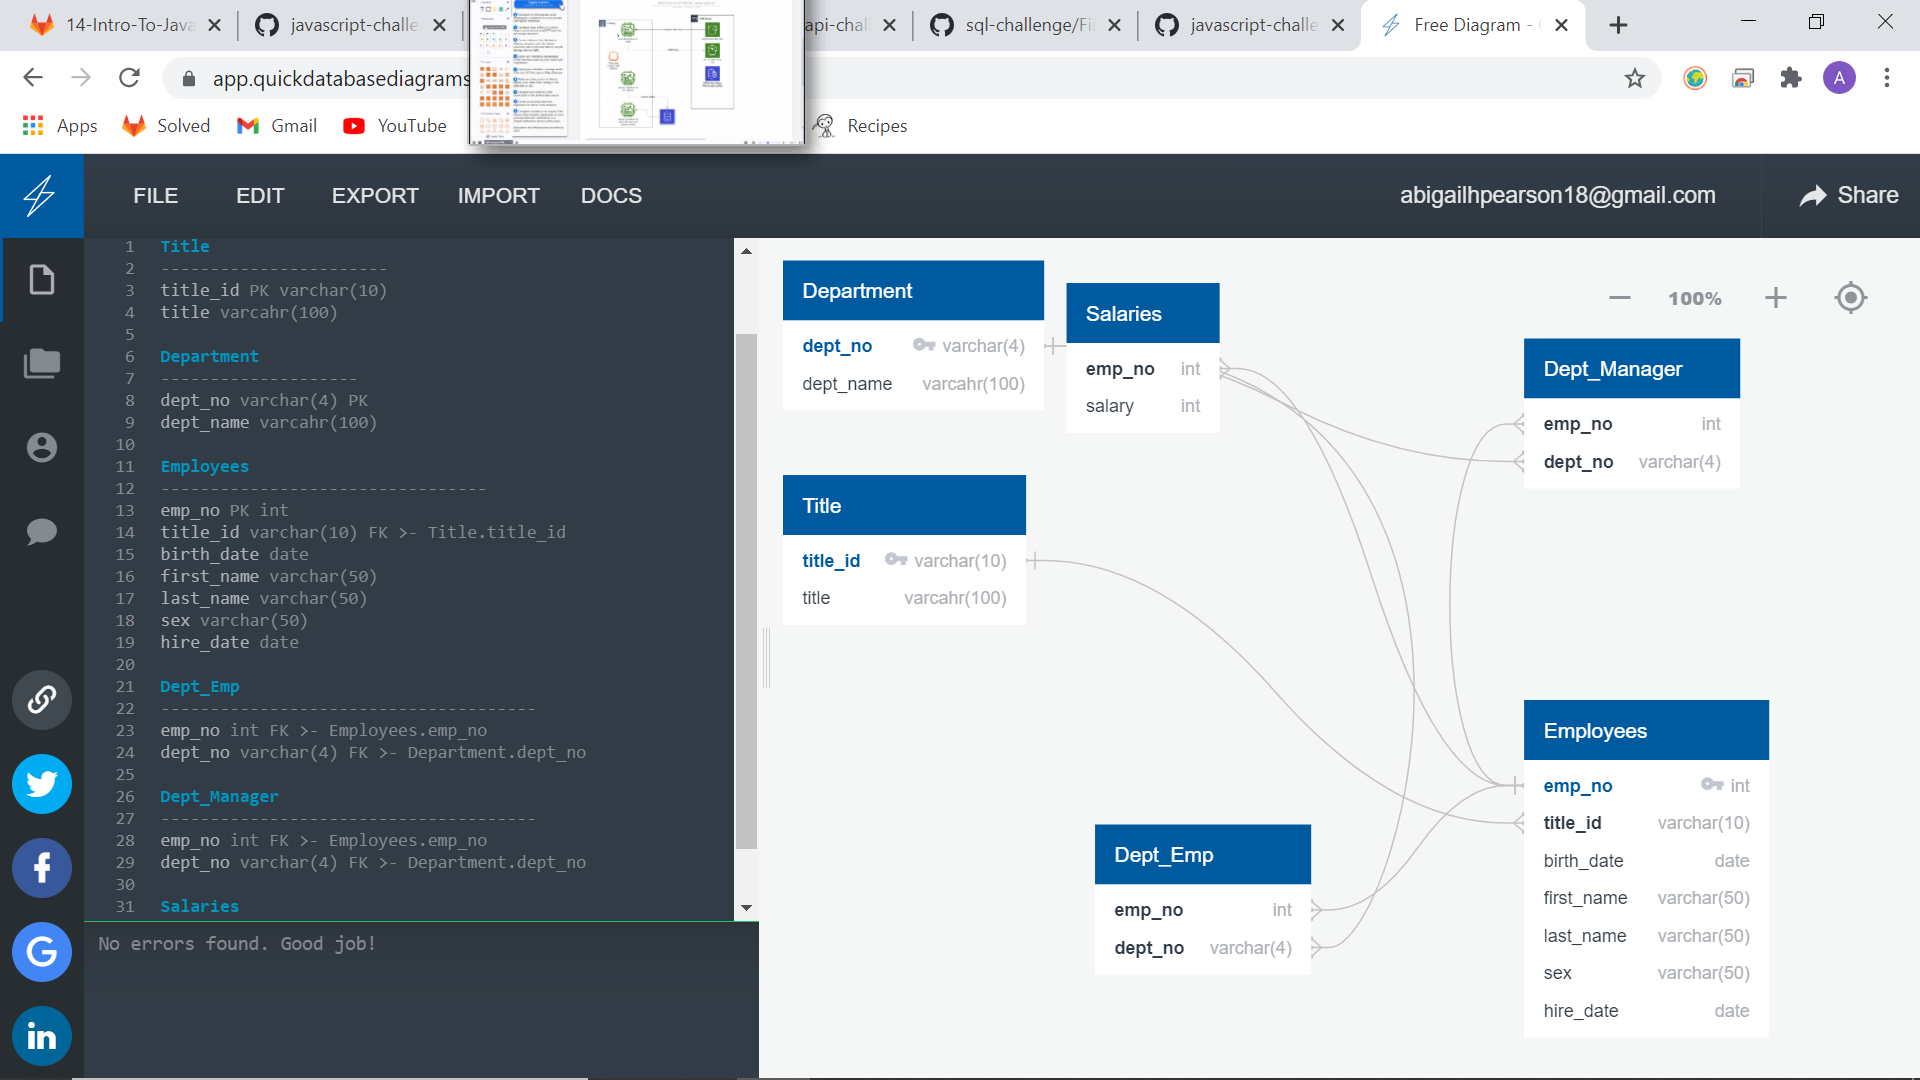 14-Intro-To-Java
javascript-challe
api-chal
sql-challenge/Fi
javascript-challe
Free Diagram -
app.quickdatabasediagrams
A
Apps
Solved
Gmail
YouTube
Recipes
FILE
EDIT
EXPORT
IMPORT
DOCS
abigailhpearson18@gmail.com
Share
1 Title
2 -----------------------
3 title_id PK varchar(10)
4 title varcahr(100)
5
6 Department
7 --------------------
8 dept_no varchar(4) PK
9 dept_name varcahr(100)
10
11 Employees
12 ---------------------------------
13 emp_no PK int
14 title_id varchar(10) FK >- Title.title_id
15 birth_date date
16 first_name varchar(50)
17 last_name varchar(50)
18 sex varchar(50)
19 hire_date date
20
21 Dept_Emp
22 --------------------------------------
23 emp_no int FK >- Employees.emp_no
24 dept_no varchar(4) FK >- Department.dept_no
25
26 Dept_Manager
27 --------------------------------------
28 emp_no int FK >- Employees.emp_no
29 dept_no varchar(4) FK >- Department.dept_no
30
31 Salaries
No errors found. Good job!
100%
Department
dept_no varchar(4)
dept_name varcahr(100)
Salaries
emp_no int
salary int
Dept_Manager
emp_no int
dept_no varchar(4)
Title
title_id varchar(10)
title varcahr(100)
Employees
emp_no int
title_id varchar(10)
birth_date date
first_name varchar(50)
last_name varchar(50)
sex varchar(50)
hire_date date
Dept_Emp
emp_no int
dept_no varchar(4)